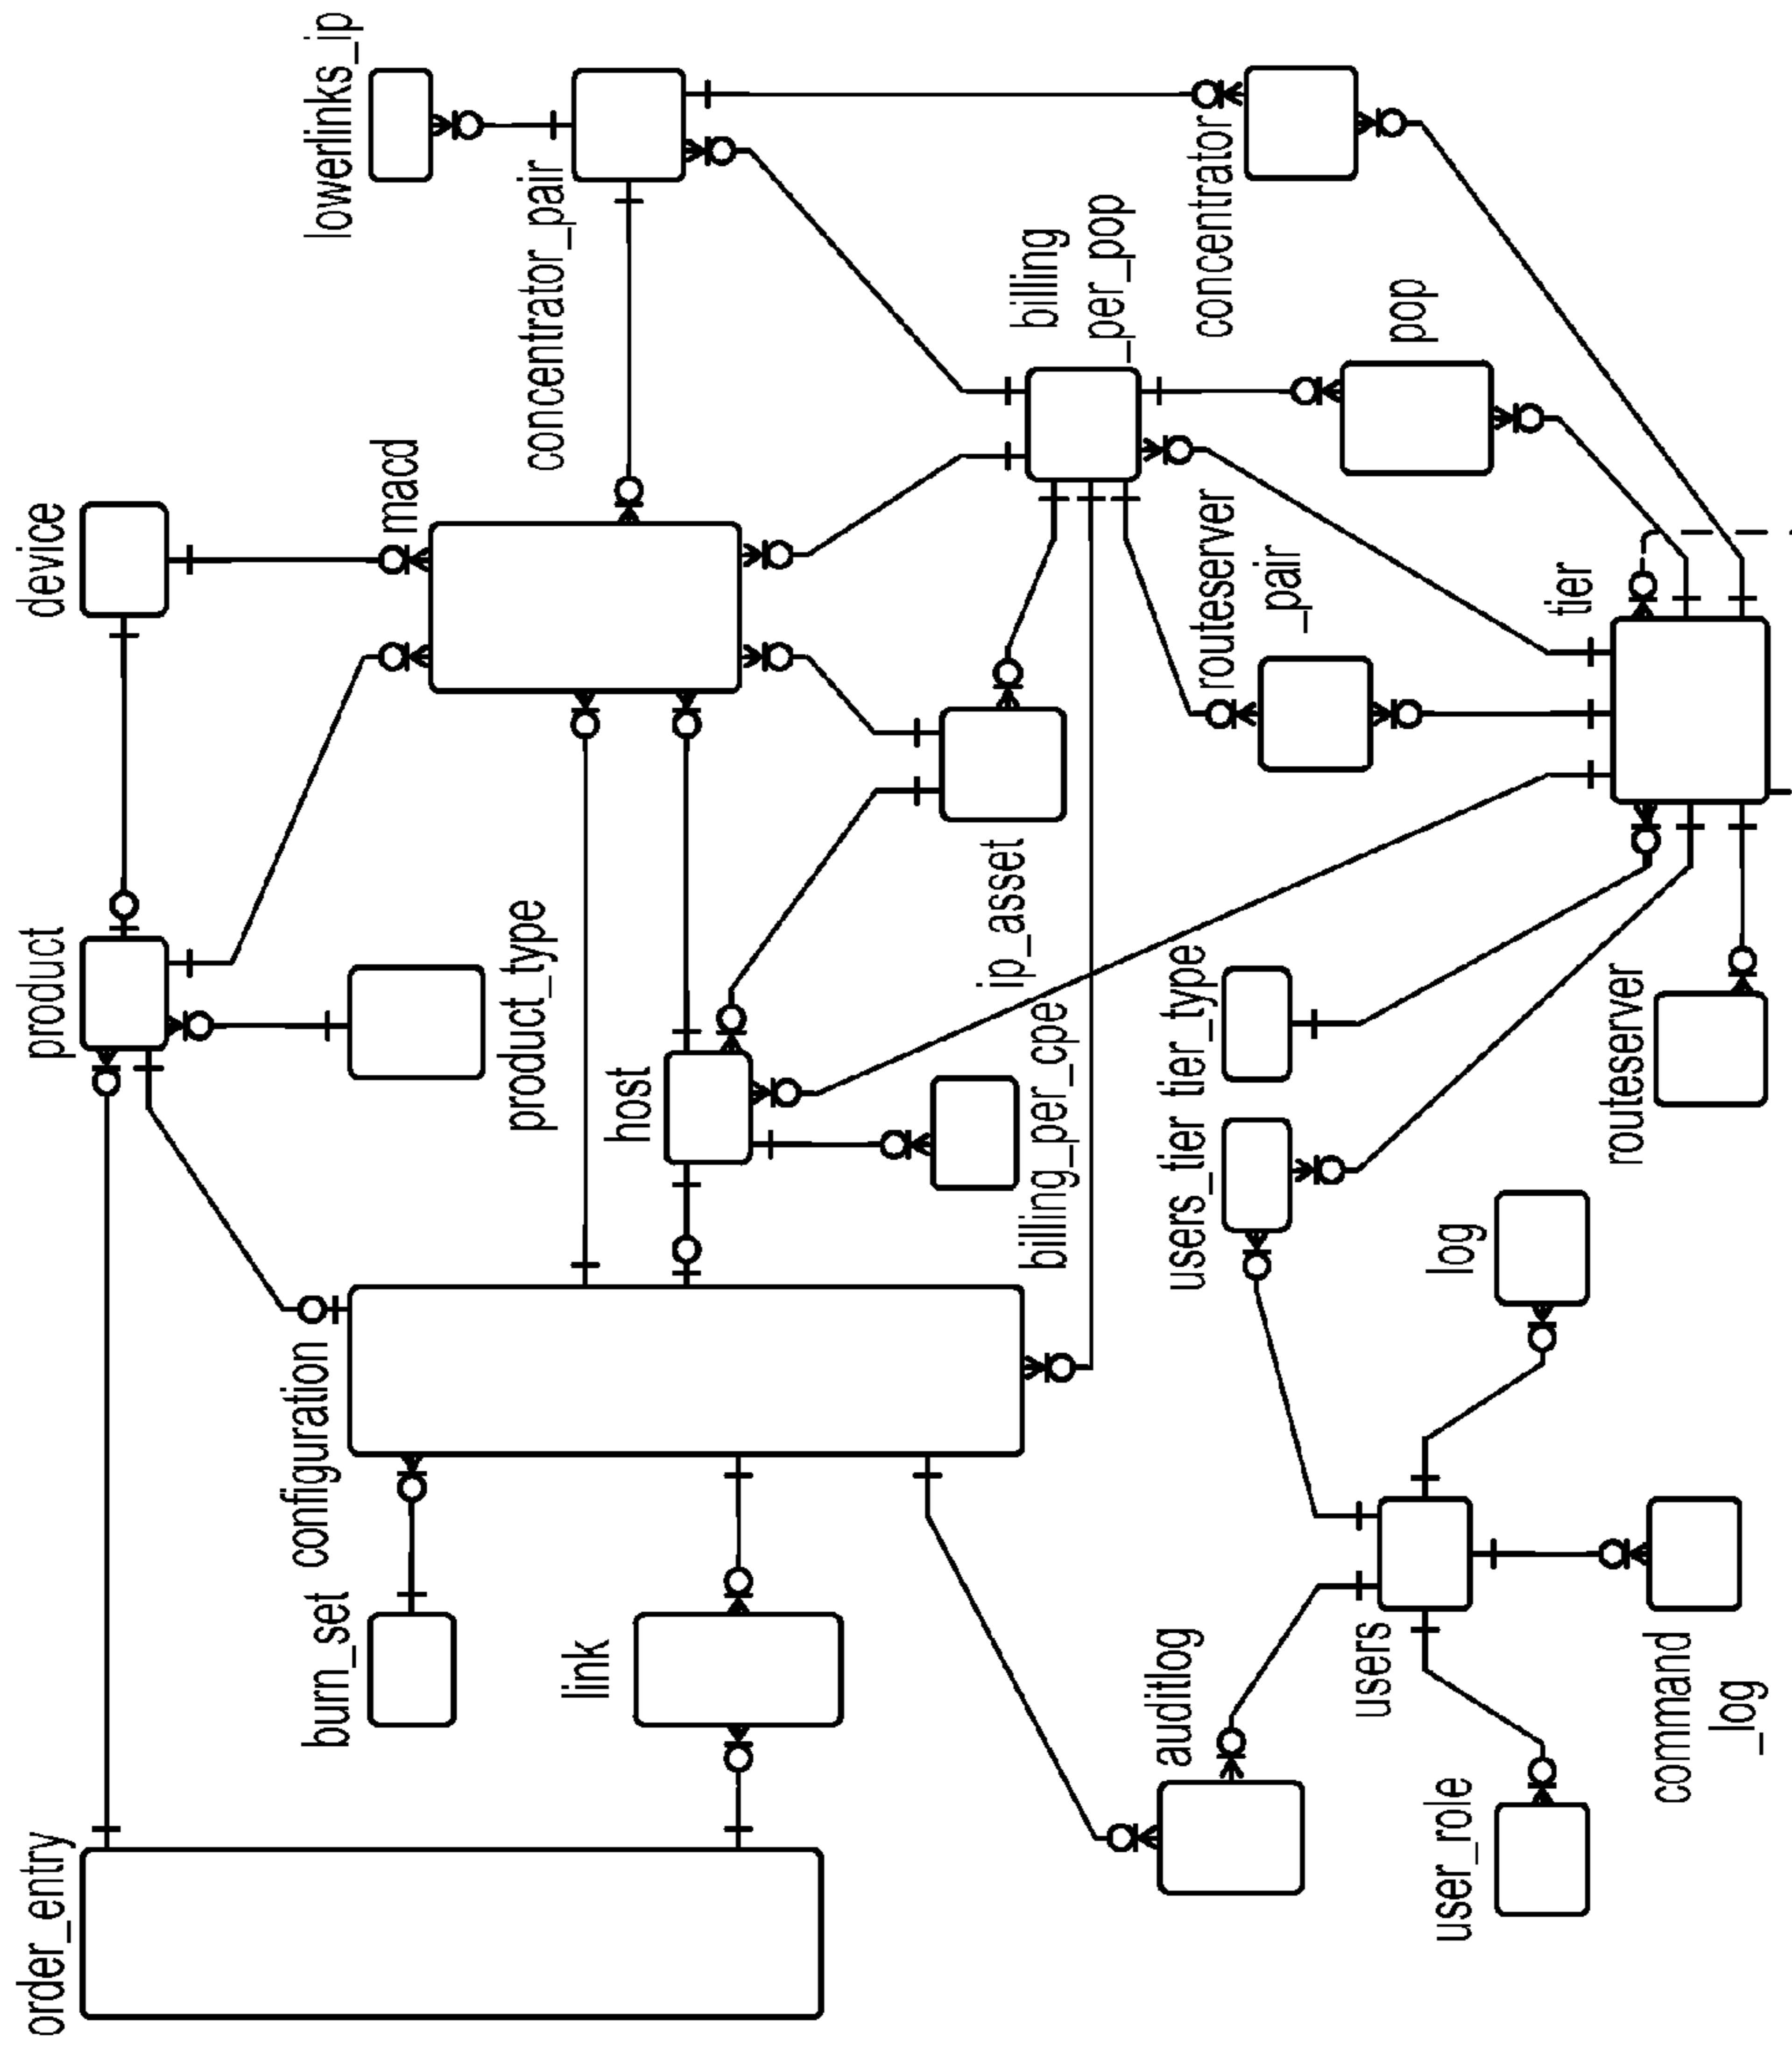 order_entry
product
device
burn_set
configuration
lowerlinks_ip
macd
product_type
concentrator_pair
link
host
ip_asset
billing_per_cpe
billing
_per_pop
auditlog
users_tier tier_type
routeserver
_pair
concentrator
users
pop
user_role
log
tier
routeserver
command
_log